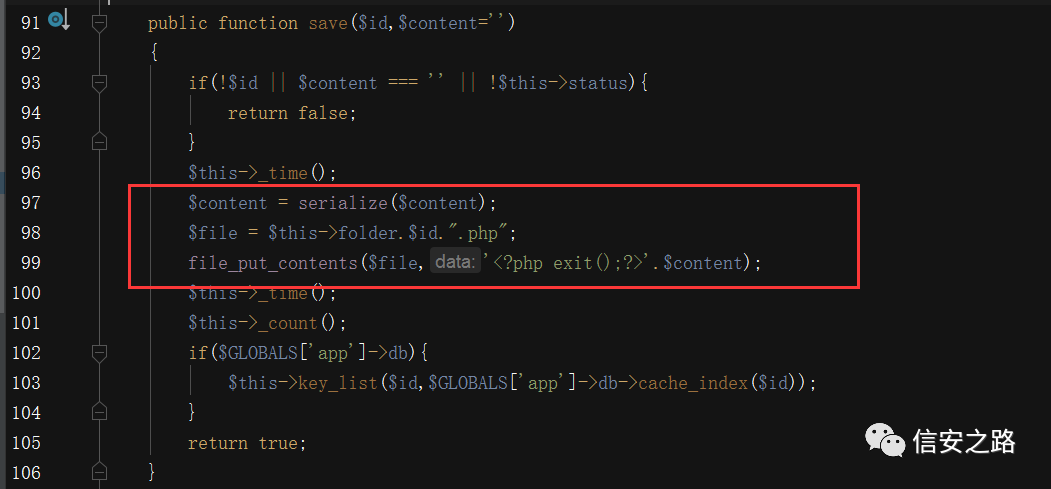 91 public function save($id,$content='')
92 {
93 if(!$id || $content === '' || !$this->status){
94 return false;
95 }
96 $this->_time();
97 $content = serialize($content);
98 $file = $this->folder.$id.".php";
99 file_put_contents($file, data: '<?php exit();?>'.$content);
100 $this->_time();
101 $this->_count();
102 if($GLOBALS['app']->db){
103 $this->key_list($id,$GLOBALS['app']->db->cache_index($id));
104 }
105 return true;
106 }
信安之路